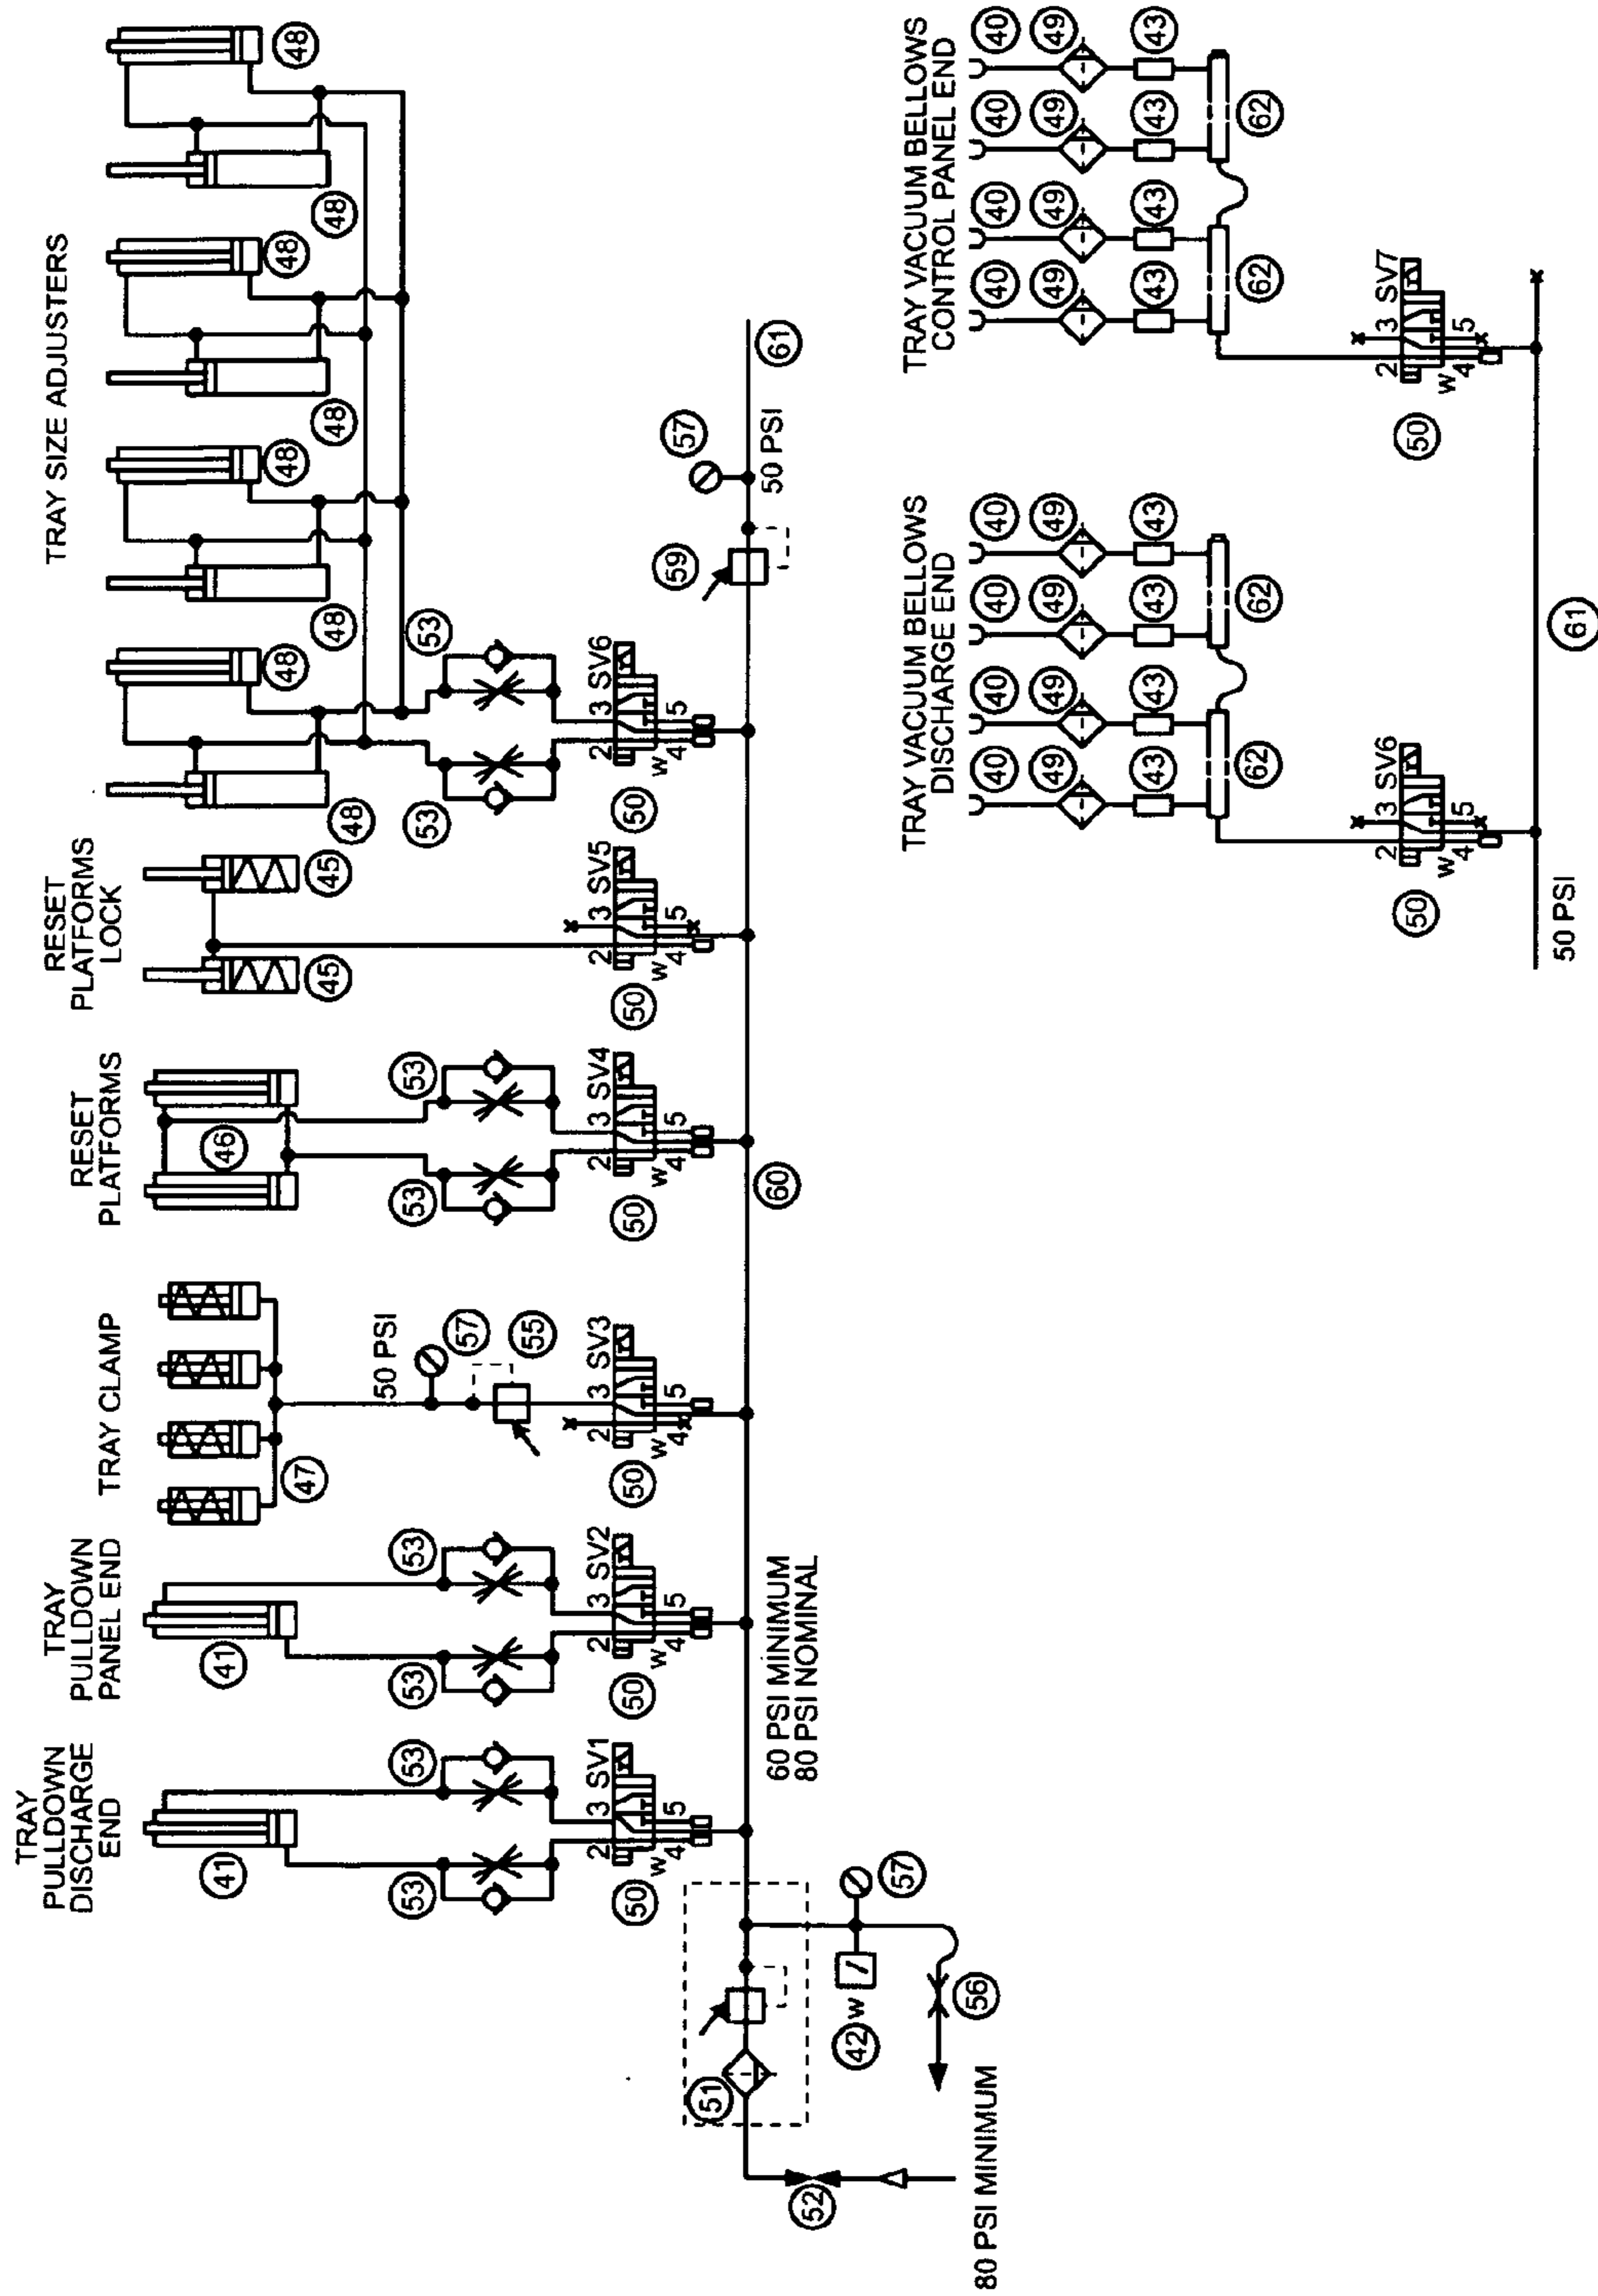 TRAY
PULLDOWN
DISCHARGE
END
TRAY
PULLDOWN
PANEL END
TRAY CLAMP
RESET
PLATFORMS
RESET
PLATFORMS
LOCK
TRAY SIZE ADJUSTERS
41
41
47
46
45
45
48
48
48
48
48
48
48
48
50 PSI
57
55
53
53
53
53
53
53
53
53
2 3 SV1
W 4 5
50
2 3 SV2
W 4 5
50
2 3 SV3
W 4 5
50
2 3 SV4
W 4 5
50
2 3 SV5
W 4 5
50
2 3 SV6
W 4 5
50
59
57
50 PSI
61
60
60 PSI MINIMUM
80 PSI NOMINAL
51
52
42 W
57
56
80 PSI MINIMUM
TRAY VACUUM BELLOWS
DISCHARGE END
40 40 40 40
49 49 49 49
43 43 43 43
62 62
2 3 SV6
W 4 5
50
TRAY VACUUM BELLOWS
CONTROL PANEL END
40 40 40 40
49 49 49 49
43 43 43 43
62 62
2 3 SV7
W 4 5
50
50 PSI
61